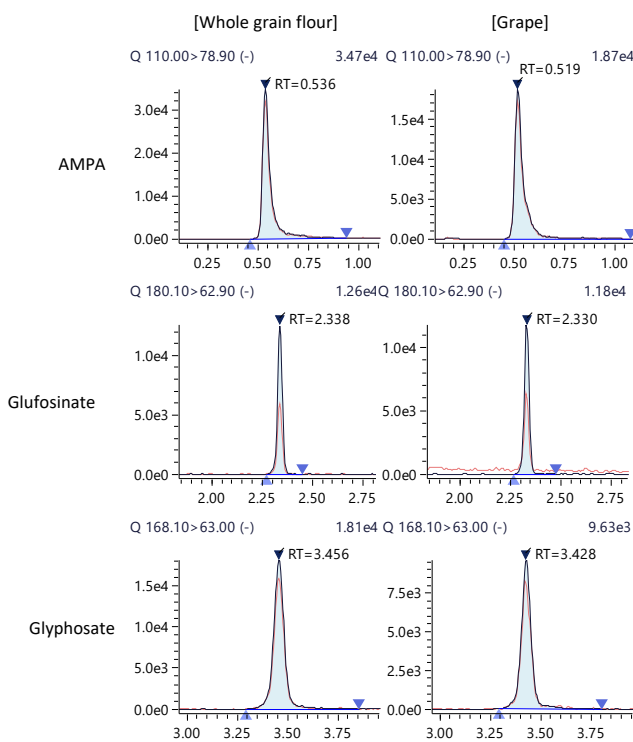 [Whole grain flour] [Grape]
Q 110.00>78.90 (-) 3.47e4 Q 110.00>78.90 (-) 1.87e4
RT=0.536 RT=0.519
3.0e4
2.0e4
1.0e4
0.0e0
1.5e4
1.0e4
5.0e3
0.0e0
AMPA
0.25 0.50 0.75 1.00 0.25 0.50 0.75 1.00
Q 180.10>62.90 (-) 1.26e4 Q 180.10>62.90 (-) 1.18e4
RT=2.338 RT=2.330
1.0e4
5.0e3
0.0e0
1.0e4
5.0e3
0.0e0
Glufosinate
2.00 2.25 2.50 2.75 2.00 2.25 2.50 2.75
Q 168.10>63.00 (-) 1.81e4 Q 168.10>63.00 (-) 9.63e3
RT=3.456 RT=3.428
1.5e4
1.0e4
5.0e3
0.0e0
7.5e3
5.0e3
2.5e3
0.0e0
Glyphosate
3.00 3.25 3.50 3.75 3.00 3.25 3.50 3.75